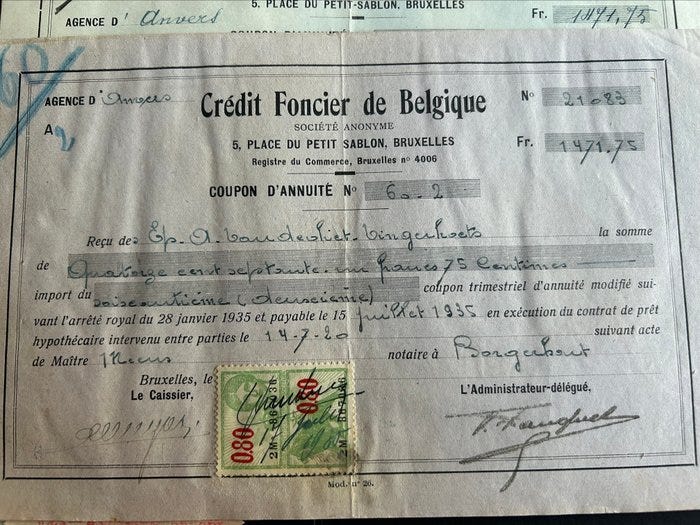 5. PLACE DU PETIT-SABLON, BRUXELLES
AGENCE D' Anvers Fr. 1471,75
AGENCE D' Anvers Crédit Foncier de Belgique N° 21083
SOCIÉTÉ ANONYME
A2 5, PLACE DU PETIT SABLON, BRUXELLES Fr. 1471,75
Registre du Commerce, Bruxelles n° 4006
COUPON D'ANNUITÉ N° 60-2
Reçu des Ep. A. la somme
de Quatorze cent septante-un francs 75 Centimes
import du soixantième (deuxième) coupon trimestriel d'annuité modifié sui-
vant l'arrêté royal du 28 janvier 1935 et payable le 15 juillet 1935 en exécution du contrat de prêt
hypothécaire intervenu entre parties le 14-7-20 suivant acte
de Maître notaire à Borgerhout
Bruxelles, le
Le Caissier, L'Administrateur-délégué,
0.80 0.80
Mod. n° 26.